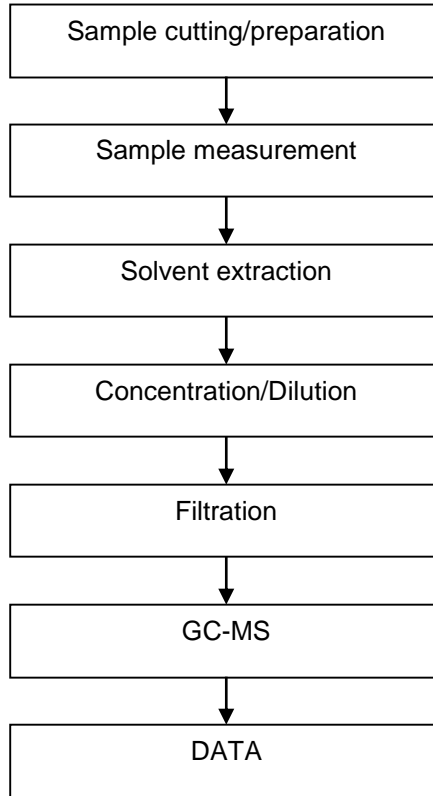 Sample cutting/preparation
Sample measurement
Solvent extraction
Concentration/Dilution
Filtration
GC-MS
DATA